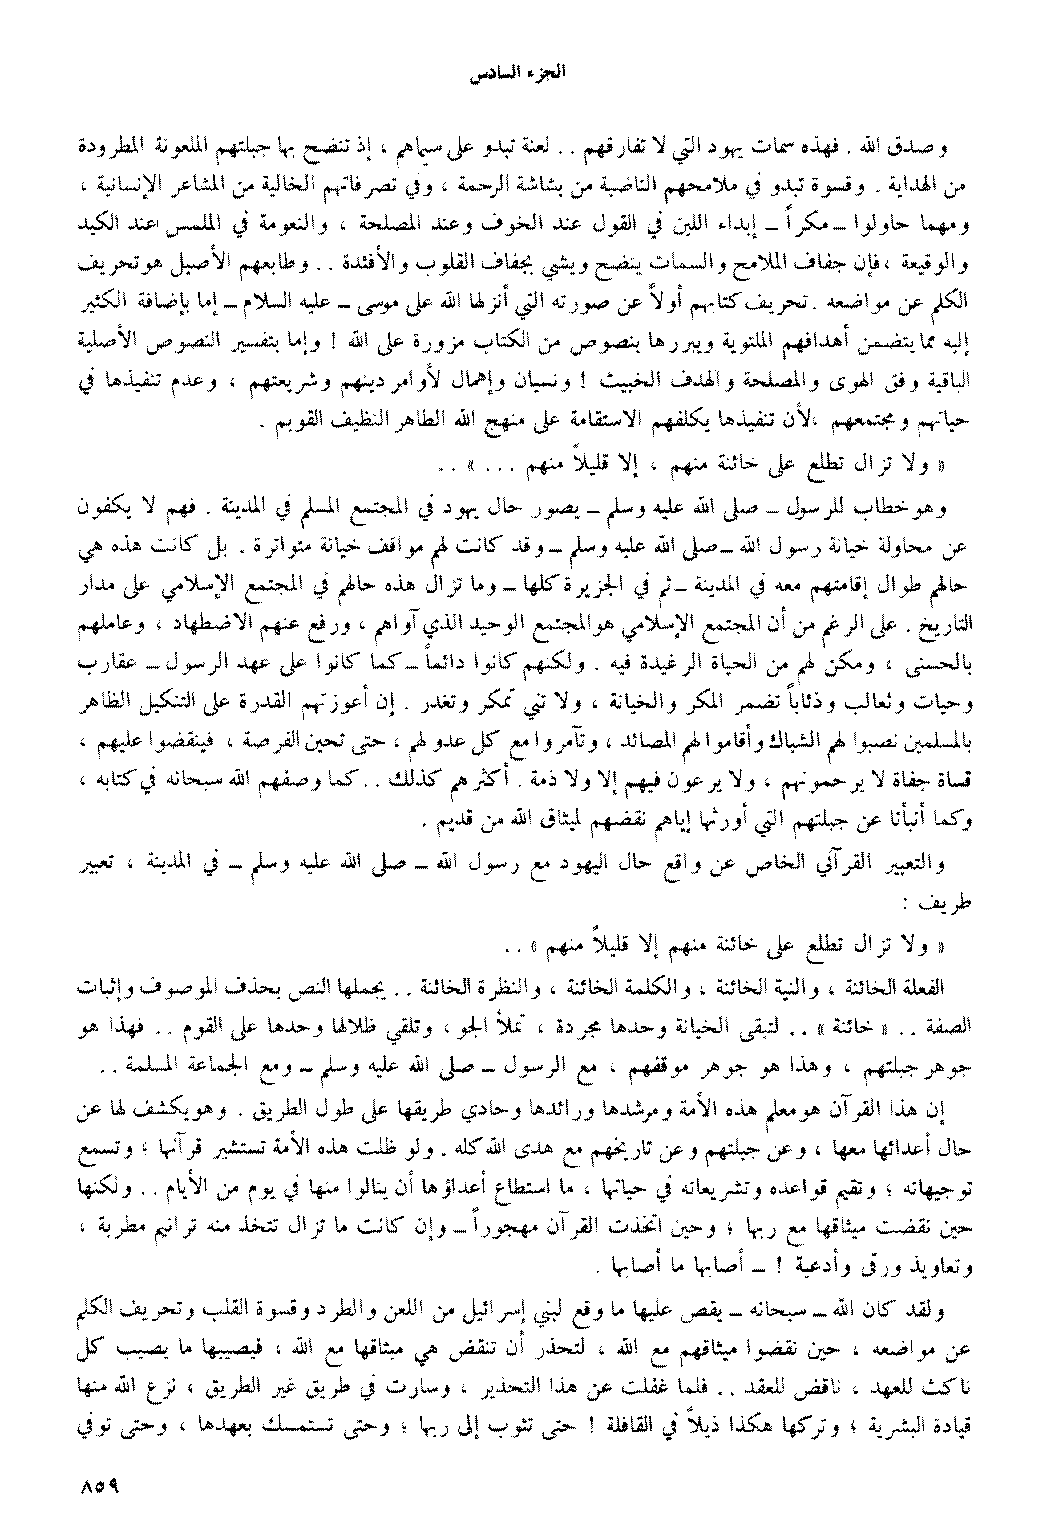 الجزء السادس
وصدق الله . فهذه سمات يهود التي لا تفارقهم . . لعنة تبدو على سيماهم ، إذ تنضح بها جبلتهم الملعونة المطرودة
من الهداية . وقسوة تبدو في ملامحهم الناضبة من بشاشة الرحمة ، وفي تصرفاتهم الخالية من المشاعر الإنسانية ،
ومهما حاولوا – مكراً – إبداء اللين في القول عند الخوف وعند المصلحة ، والنعومة في الملمس عند الكيد
والوقيعة ، فإن جفاف الملامح والسمات ينضح ويشي بجفاف القلوب والأفئدة . . وطابعهم الأصيل هو تحريف
الكلم عن مواضعه . تحريف كتابهم أولاً عن صورته التي أنزلها الله على موسى – عليه السلام – إما بإضافة الكثير
إليه مما يتضمن أهدافهم الملتوية ويبررها بنصوص من الكتاب مزورة على الله ! وإما بتفسير النصوص الأصلية
الباقية وفق الهوى والمصلحة والهدف الخبيث ! ونسيان وإهمال لأوامر دينهم وشريعتهم ، وعدم تنفيذها في
حياتهم ومجتمعهم ، لأن تنفيذها يكلفهم الاستقامة على منهج الله الطاهر النظيف القويم .
« ولا تزال تطلع على خائنة منهم ، إلا قليلاً منهم ... » . .
وهو خطاب للرسول – صلى الله عليه وسلم – يصور حال يهود في المجتمع المسلم في المدينة . فهم لا يكفون
عن محاولة خيانة رسول الله – صلى الله عليه وسلم – وقد كانت لهم مواقف خيانة متواترة . بل كانت هذه هي
حالهم طوال إقامتهم معه في المدينة – ثم في الجزيرة كلها – وما تزال هذه حالهم في المجتمع الإسلامي على مدار
التاريخ . على الرغم من أن المجتمع الإسلامي هو المجتمع الوحيد الذي آواهم ، ورفع عنهم الاضطهاد ، وعاملهم
بالحسنى ، ومكن لهم من الحياة الرغيدة فيه . ولكنهم كانوا دائماً – كما كانوا على عهد الرسول – عقارب
وحيات وثعالب وذئاباً تضمر المكر والخيانة ، ولا تني تمكر وتغدر . إن أعوزتهم القدرة على التنكيل الظاهر
بالمسلمين نصبوا لهم الشباك وأقاموا لهم المصائد ، وتآمروا مع كل عدو لهم ، حتى تحين الفرصة ، فينقضوا عليهم ،
قساة جفاة لا يرحمونهم ، ولا يرعون فيهم إلا ولا ذمة . أكثرهم كذلك . . كما وصفهم الله سبحانه في كتابه ،
وكما أنبأنا عن جبلتهم التي أورثها إياهم نقضهم لميثاق الله من قديم .
والتعبير القرآني الخاص عن واقع حال اليهود مع رسول الله – صلى الله عليه وسلم – في المدينة ، تعبير
طريف :
« ولا تزال تطلع على خائنة منهم إلا قليلاً منهم » . .
الفعلة الخائنة ، والنية الخائنة ، والكلمة الخائنة ، والنظرة الخائنة . . يجملها النص بحذف الموصوف وإثبات
الصفة . . « خائنة » . . لتبقى الخيانة وحدها مجردة ، تملأ الجو ، وتلقي ظلالها وحدها على القوم . . فهذا هو
جوهر جبلتهم ، وهذا هو جوهر موقفهم ، مع الرسول – صلى الله عليه وسلم – ومع الجماعة المسلمة . .
إن هذا القرآن هو معلم هذه الأمة ومرشدها ورائدها وحادي طريقها على طول الطريق . وهو يكشف لها عن
حال أعدائها معها ، وعن جبلتهم وعن تاريخهم مع هدى الله كله . ولو ظلت هذه الأمة تستشير قرآنها ؛ وتسمع
توجيهاته ؛ وتقيم قواعده وتشريعاته في حياتها ، ما استطاع أعداؤها أن ينالوا منها في يوم من الأيام . . ولكنها
حين نقضت ميثاقها مع ربها ؛ وحين اتخذت القرآن مهجوراً – وإن كانت ما تزال تتخذ منه ترانيم مطربة ،
وتعاويذ ورقى وأدعية ! – أصابها ما أصابها .
ولقد كان الله – سبحانه – يقص عليها ما وقع لبني إسرائيل من اللعن والطرد وقسوة القلب وتحريف الكلم
عن مواضعه ، حين نقضوا ميثاقهم مع الله ، لتحذر أن تنقض هي ميثاقها مع الله ، فيصيبها ما يصيب كل
ناكث للعهد ، ناقض للعقد . . فلما غفلت عن هذا التحذير ، وسارت في طريق غير الطريق ، نزع الله منها
قيادة البشرية ؛ وتركها هكذا ذيلاً في القافلة ! حتى تثوب إلى ربها ؛ وحتى تستمسك بعهدها ، وحتى توفي
٨٥٩